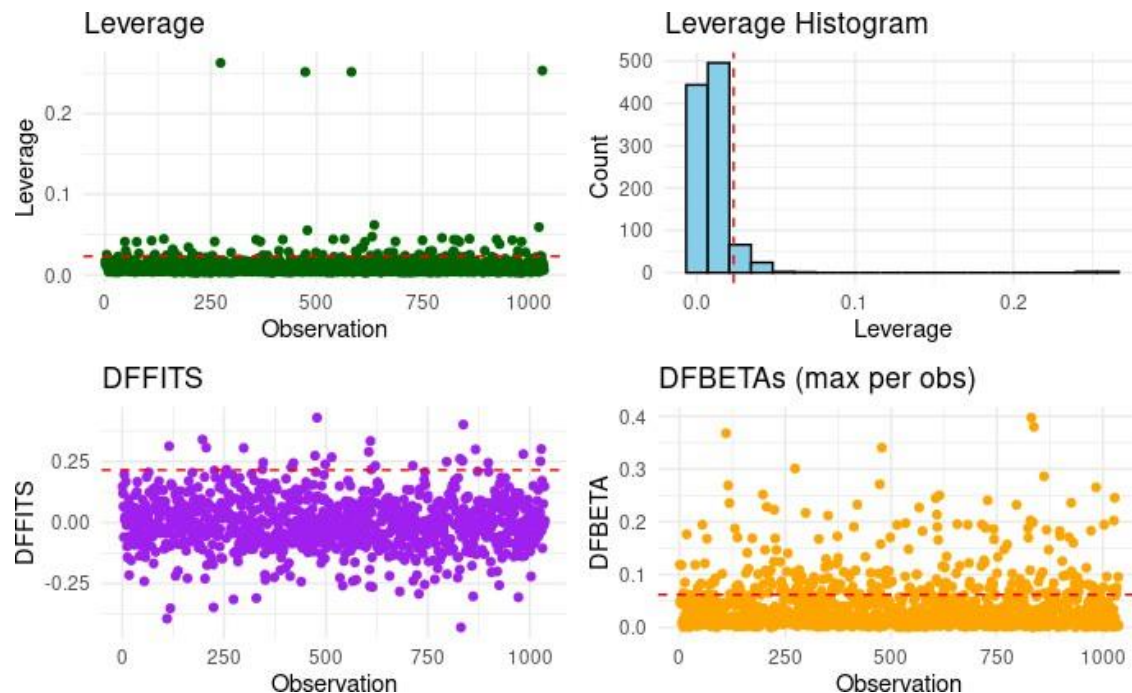 Leverage
Leverage
0.2
0.1
0.0
0 250 500 750 1000
Observation
Leverage Histogram
Count
500
400
300
200
100
0
0.0 0.1 0.2
Leverage
DFFITS
DFFITS
0.25
0.00
-0.25
0 250 500 750 1000
Observation
DFBETAs (max per obs)
DFBETA
0.4
0.3
0.2
0.1
0.0
0 250 500 750 1000
Observation